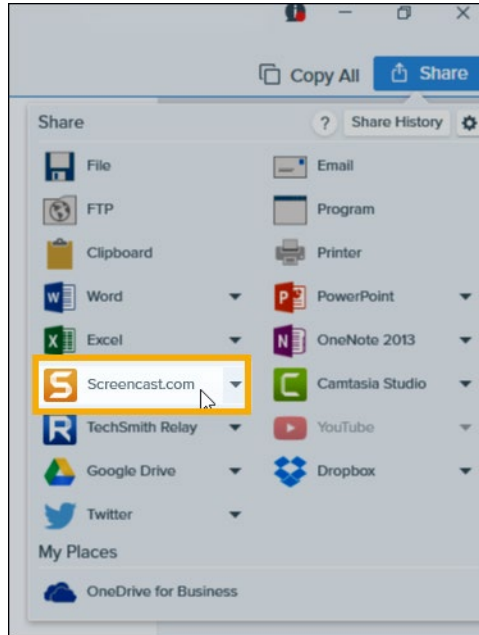 Copy All Share
Share ? Share History
File Email
FTP Program
Clipboard Printer
Word PowerPoint
Excel OneNote 2013
Screencast.com Camtasia Studio
TechSmith Relay YouTube
Google Drive Dropbox
Twitter
My Places
OneDrive for Business